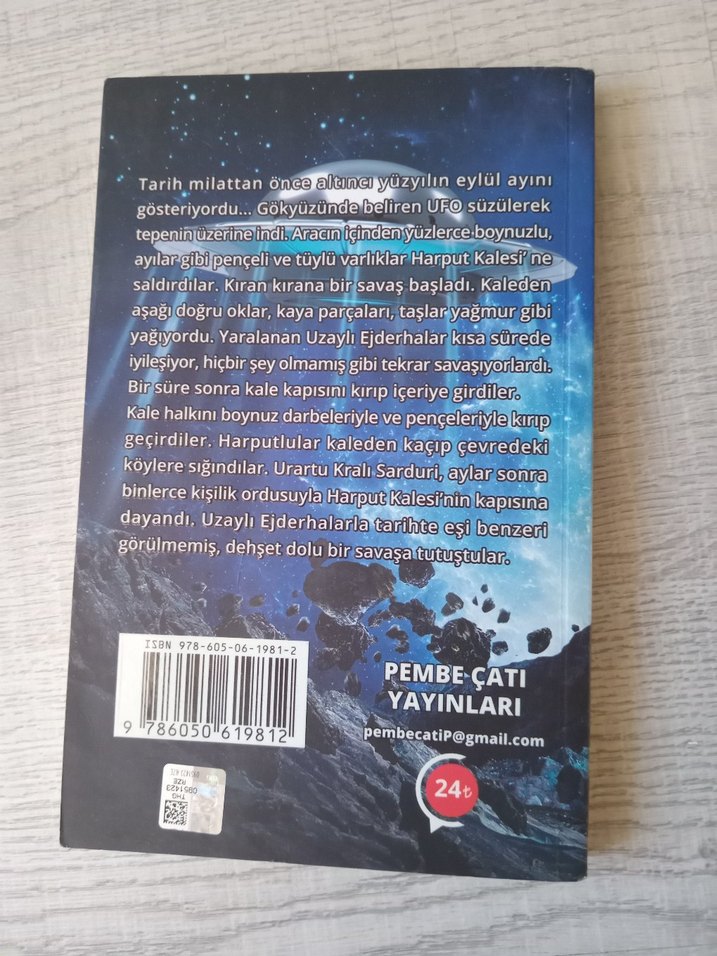 Tarih milattan önce altıncı yüzyılın eylül ayını
gösteriyordu... Gökyüzünde beliren UFO süzülerek
tepenin üzerine indi. Aracın içinden yüzlerce boynuzlu,
ayılar gibi pençeli ve tüylü varlıklar Harput Kalesi’ ne
saldırdılar. Kıran kırana bir savaş başladı. Kaleden
aşağı doğru oklar, kaya parçaları, taşlar yağmur gibi
yağıyordu. Yaralanan Uzaylı Ejderhalar kısa sürede
iyileşiyor, hiçbir şey olmamış gibi tekrar savaşıyorlardı.
Bir süre sonra kale kapısını kırıp içeriye girdiler.
Kale halkını boynuz darbeleriyle ve pençeleriyle kırıp
geçirdiler. Harputlular kaleden kaçıp çevredeki
köylere sığındılar. Urartu Kralı Sarduri, aylar sonra
binlerce kişilik ordusuyla Harput Kalesi’nin kapısına
dayandı. Uzaylı Ejderhalarla tarihte eşi benzeri
görülmemiş, dehşet dolu bir savaşa tutuştular.
ISBN 978-605-06-1981-2
9 786050 619812
PEMBE ÇATI
YAYINLARI
pembecatiP@gmail.com
24₺
THG
0951423
RZE